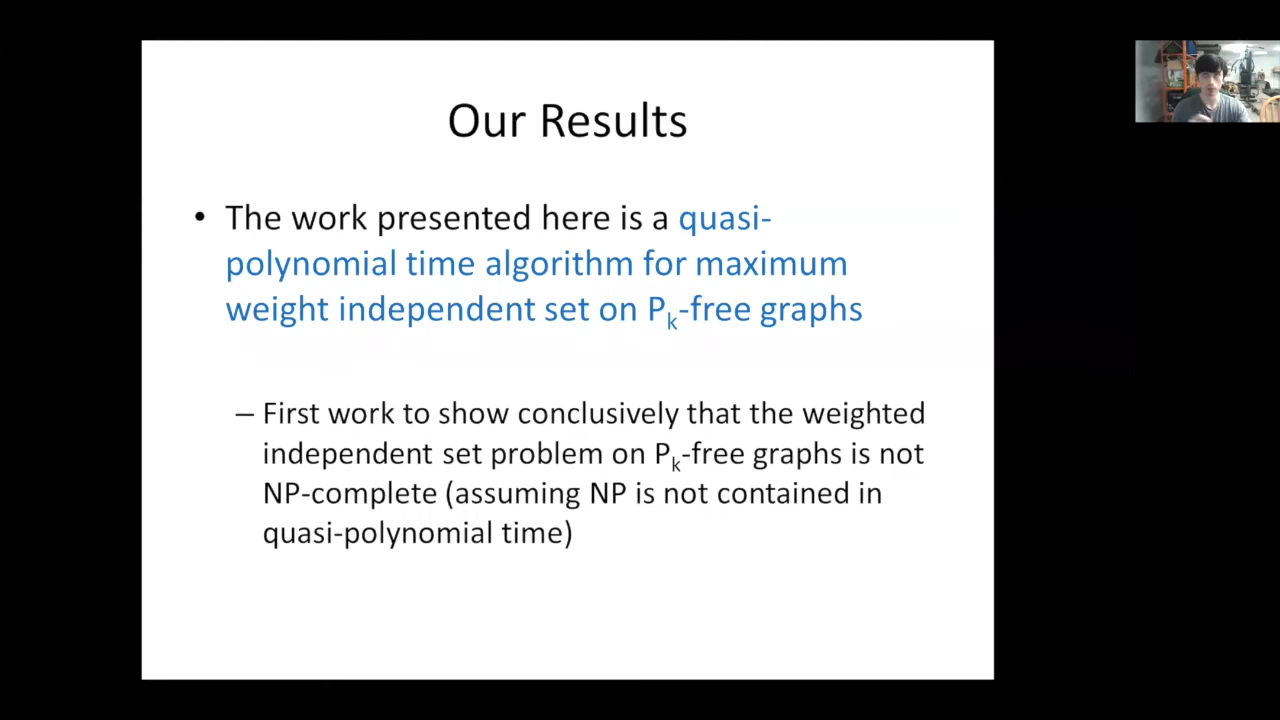 Our Results
• The work presented here is a quasi-
polynomial time algorithm for maximum
weight independent set on Pk-free graphs
– First work to show conclusively that the weighted
independent set problem on Pk-free graphs is not
NP-complete (assuming NP is not contained in
quasi-polynomial time)